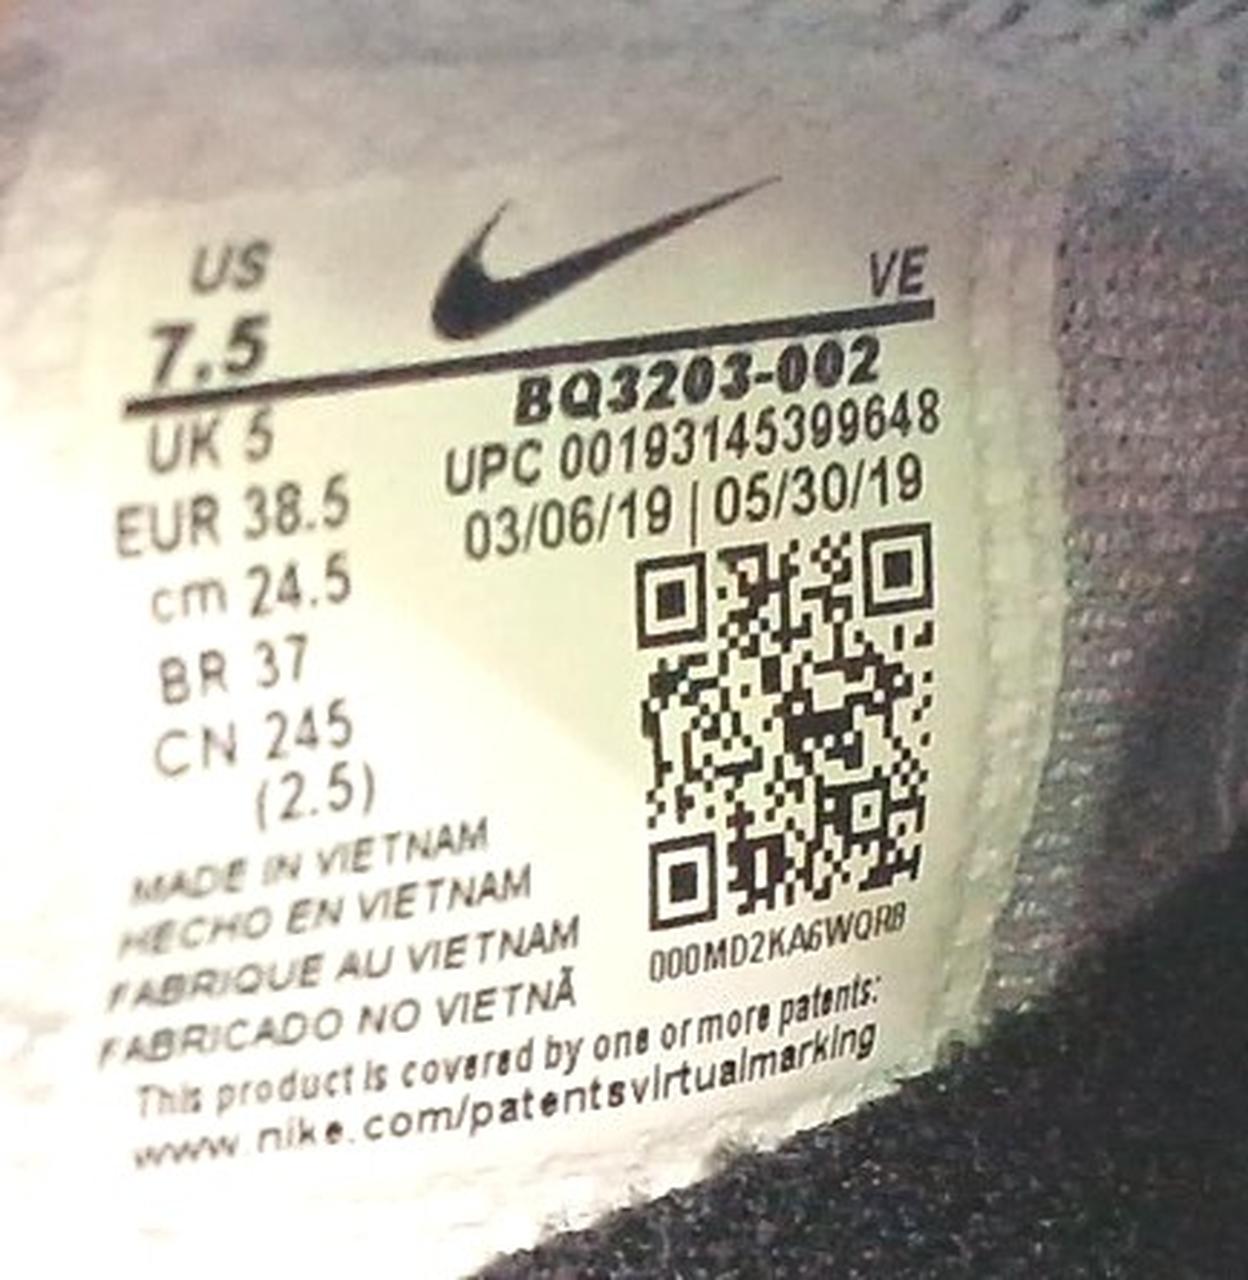 US
VE
7.5
BQ3203-002
UK 5
UPC 00193145399648
EUR 38.5
03/06/19 | 05/30/19
cm 24.5
BR 37
CN 245
(2.5)
MADE IN VIETNAM
HECHO EN VIETNAM
FABRIQUE AU VIETNAM
FABRICADO NO VIETNÃ
000MD2KA6WQRB
This product is covered by one or more patents:
www.nike.com/patentsvirtualmarking